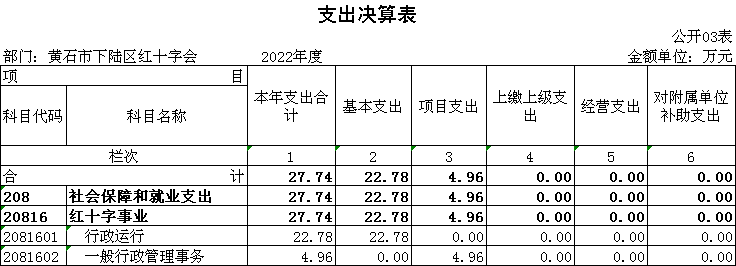 支出决算表
公开03表
部门：黄石市下陆区红十字会 2022年度 金额单位：万元
项 目 本年支出合计 基本支出 项目支出 上缴上级支出 经营支出 对附属单位补助支出
科目代码 科目名称
栏次 1 2 3 4 5 6
合 计 27.74 22.78 4.96 0.00 0.00 0.00
208 社会保障和就业支出 27.74 22.78 4.96 0.00 0.00 0.00
20816 红十字事业 27.74 22.78 4.96 0.00 0.00 0.00
2081601 行政运行 22.78 22.78 0.00 0.00 0.00 0.00
2081602 一般行政管理事务 4.96 0.00 4.96 0.00 0.00 0.00